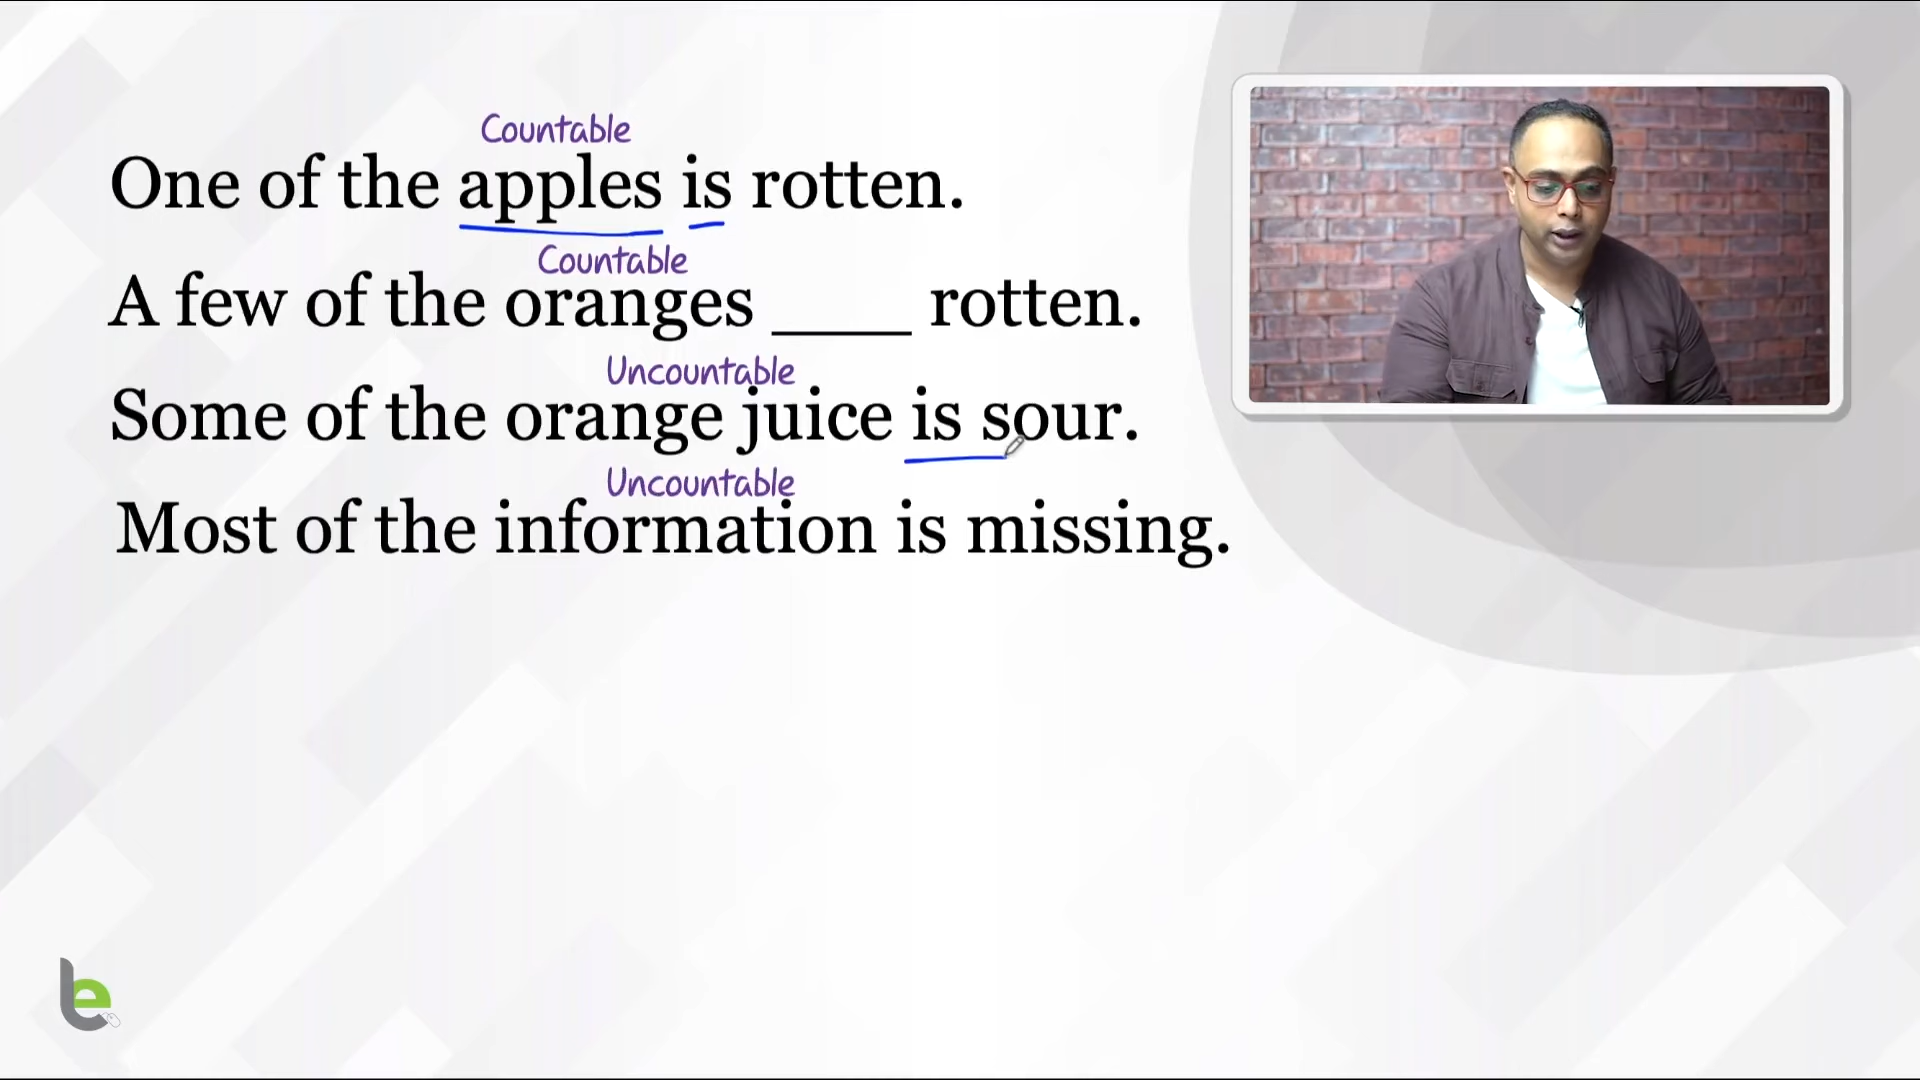 Countable
One of the apples is rotten.
Countable
A few of the oranges ____ rotten.
Uncountable
Some of the orange juice is sour.
Uncountable
Most of the information is missing.
le